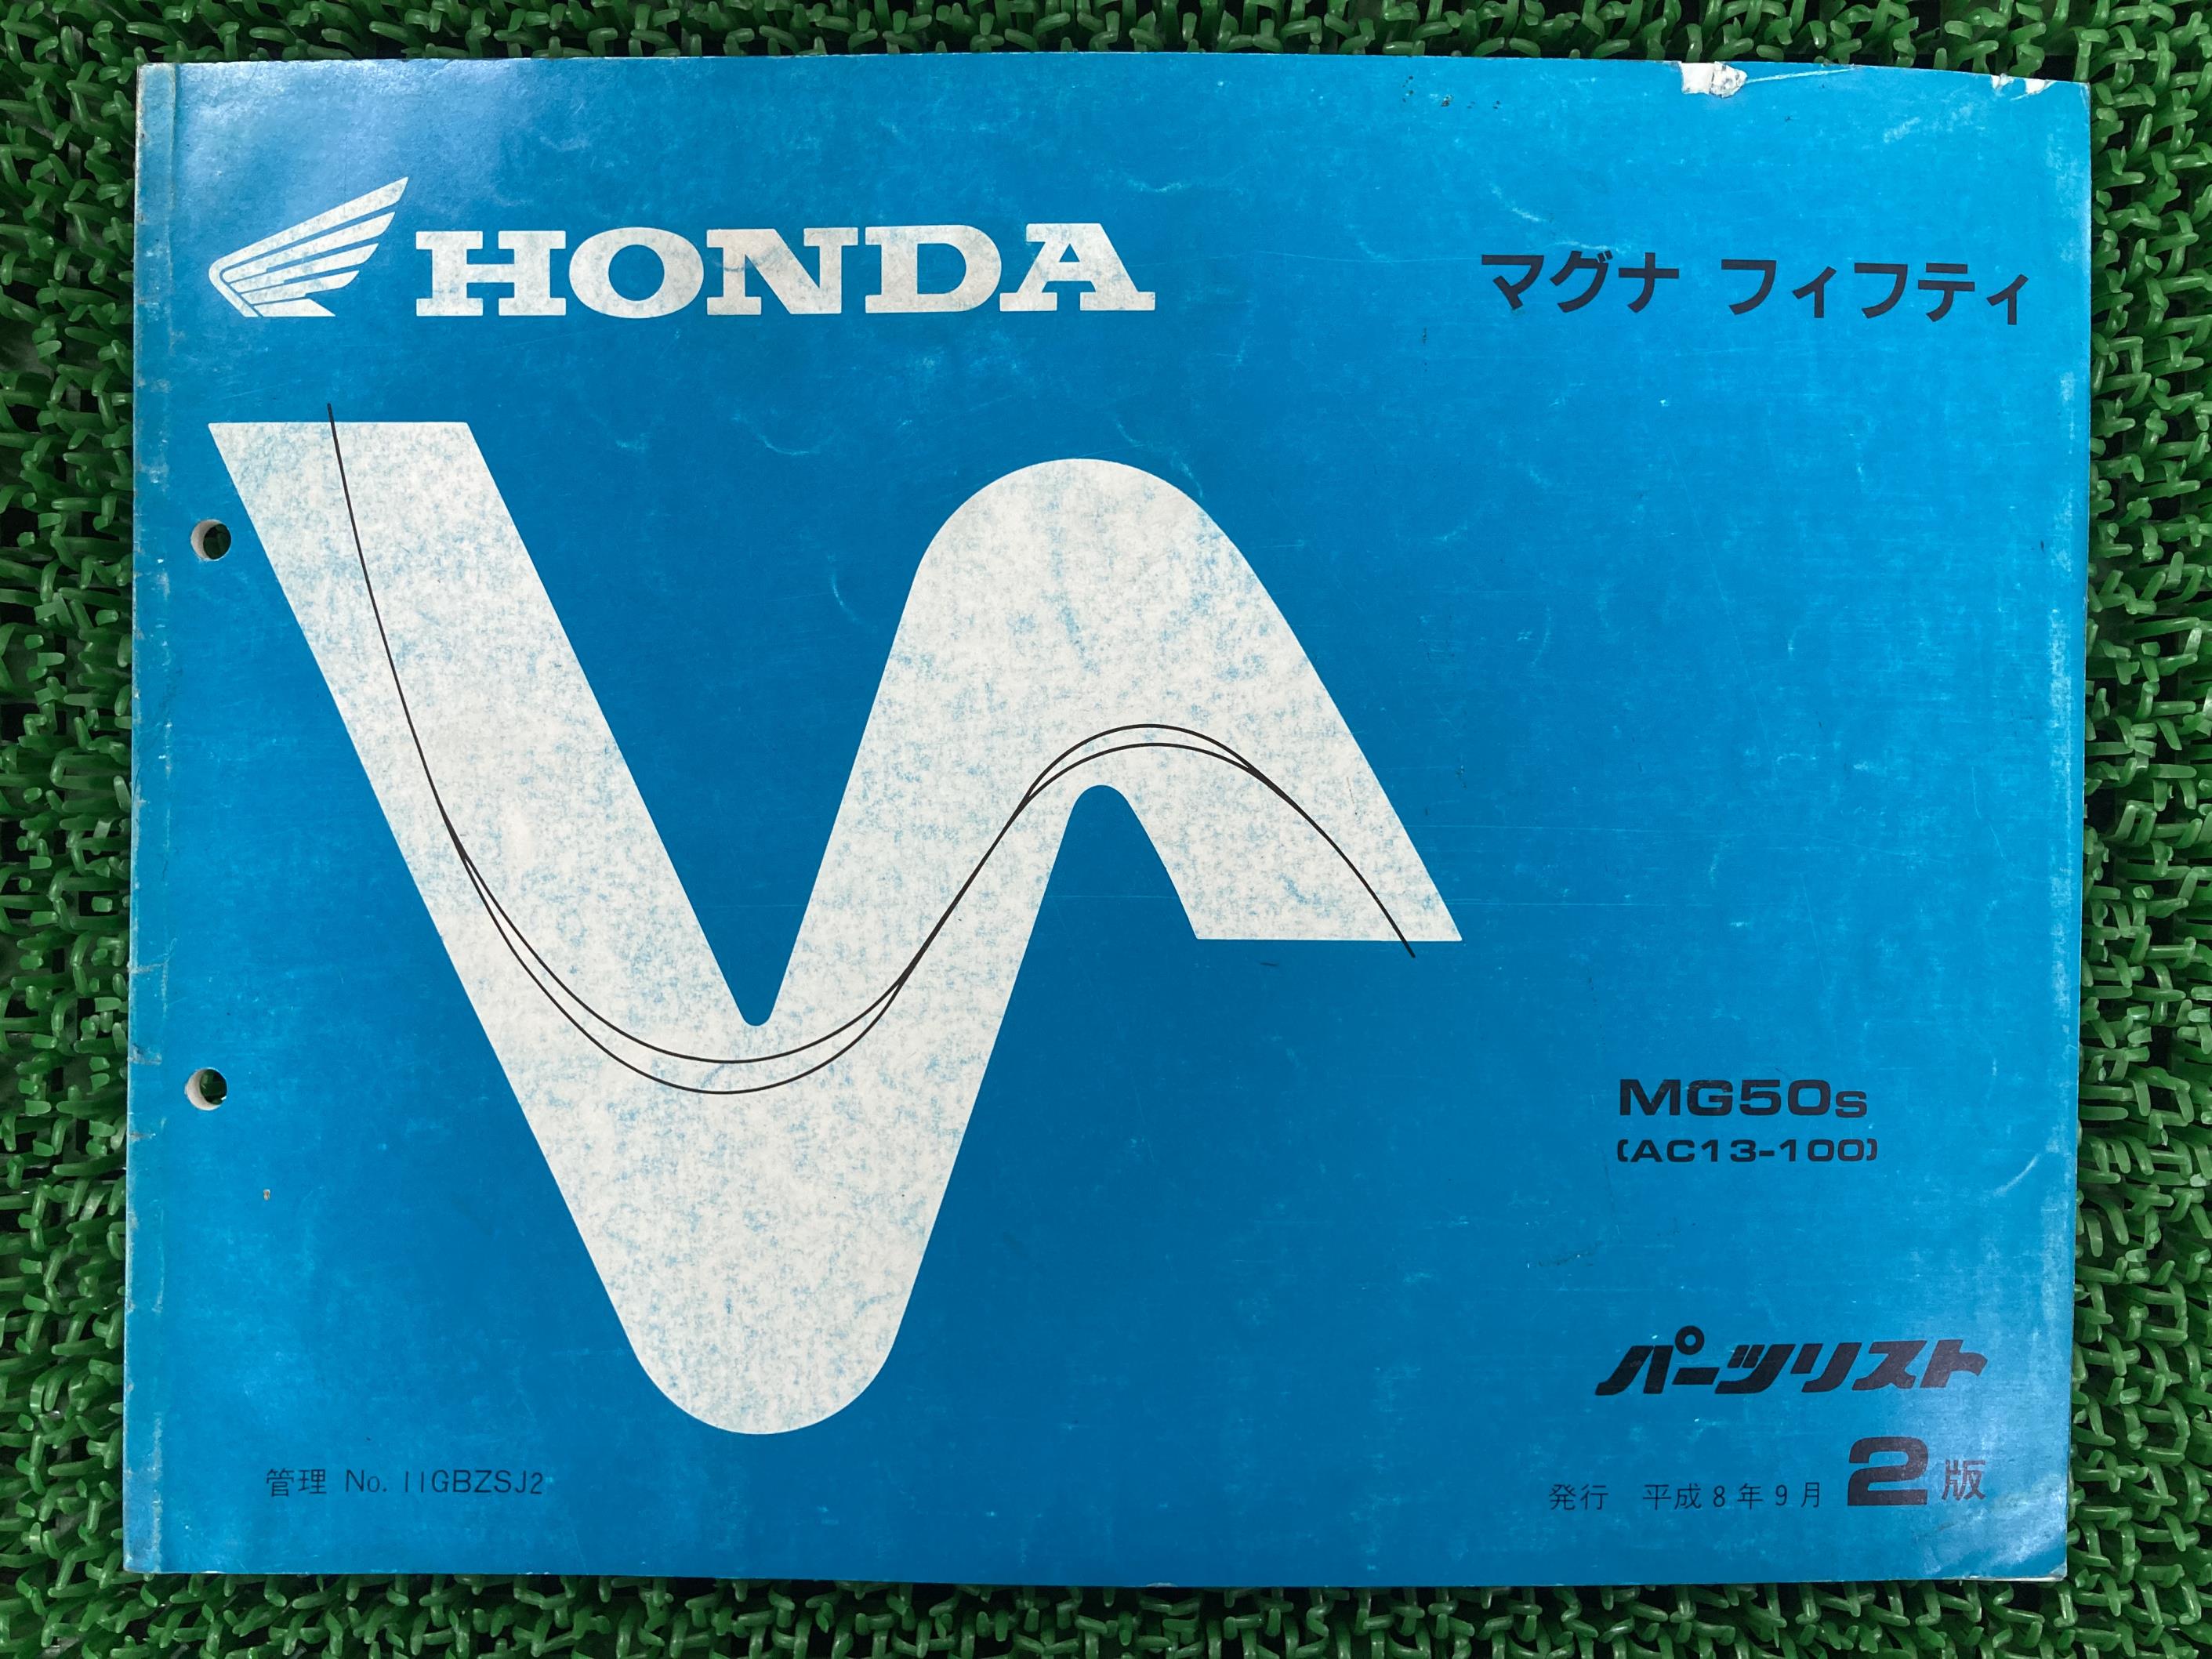 HONDA
マグナ フィフティ
MG50s
(AC13-100)
パーツリスト
管理 No. 11GBZSJ2
発行 平成8年9月 2版